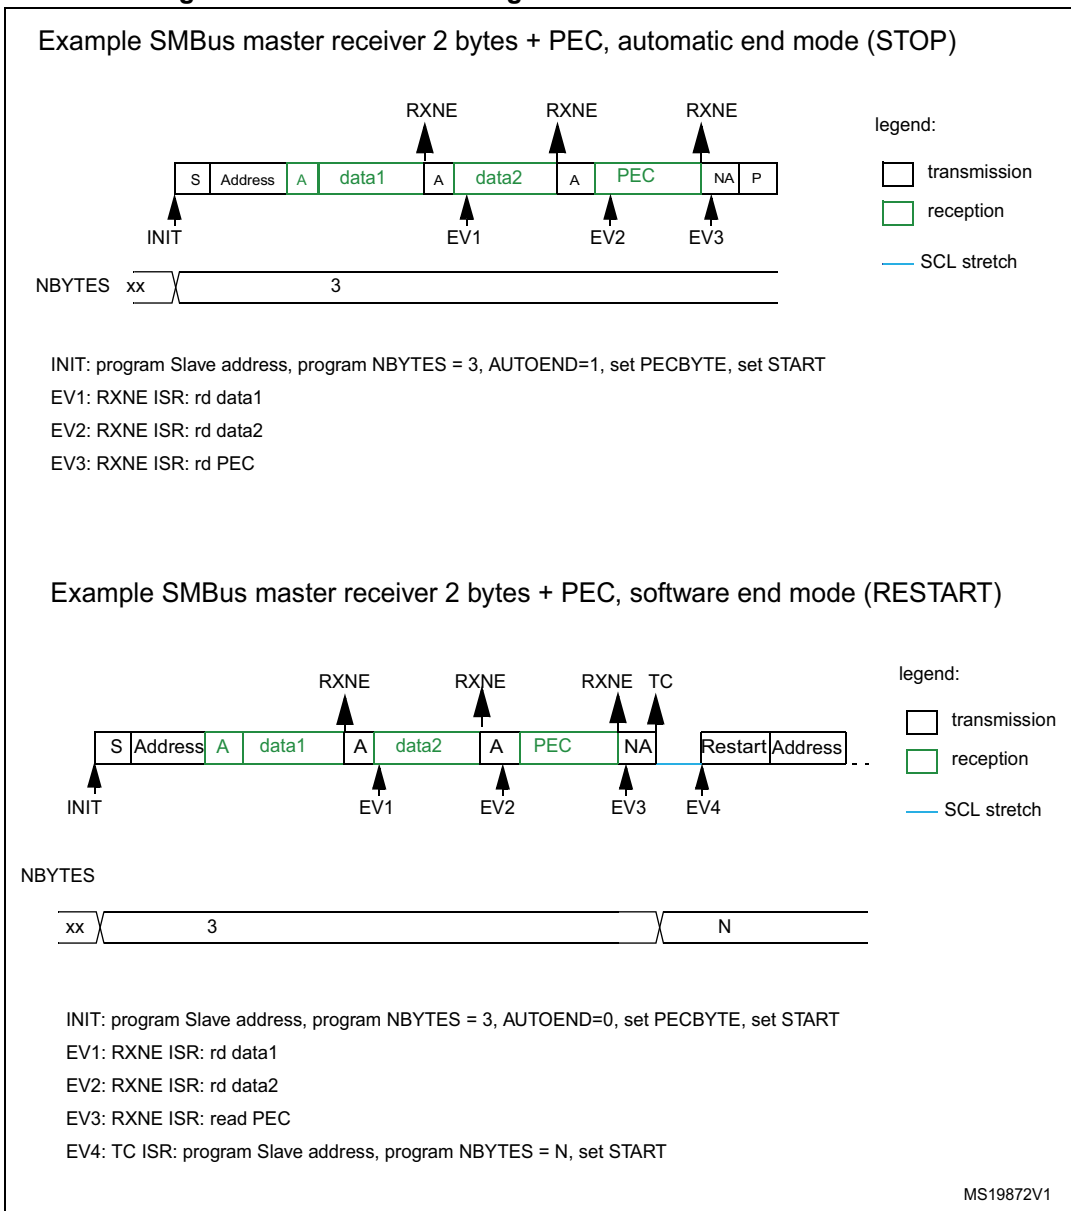 Example SMBus master receiver 2 bytes + PEC, automatic end mode (STOP)
RXNE RXNE RXNE
legend:
S Address A data1 A data2 A PEC NA P
transmission
reception
INIT EV1 EV2 EV3
SCL stretch
NBYTES xx 3
INIT: program Slave address, program NBYTES = 3, AUTOEND=1, set PECBYTE, set START
EV1: RXNE ISR: rd data1
EV2: RXNE ISR: rd data2
EV3: RXNE ISR: rd PEC
Example SMBus master receiver 2 bytes + PEC, software end mode (RESTART)
RXNE RXNE RXNE TC
legend:
transmission
S Address A data1 A data2 A PEC NA Restart Address
reception
INIT EV1 EV2 EV3 EV4
SCL stretch
NBYTES
xx 3 N
INIT: program Slave address, program NBYTES = 3, AUTOEND=0, set PECBYTE, set START
EV1: RXNE ISR: rd data1
EV2: RXNE ISR: rd data2
EV3: RXNE ISR: read PEC
EV4: TC ISR: program Slave address, program NBYTES = N, set START
MS19872V1